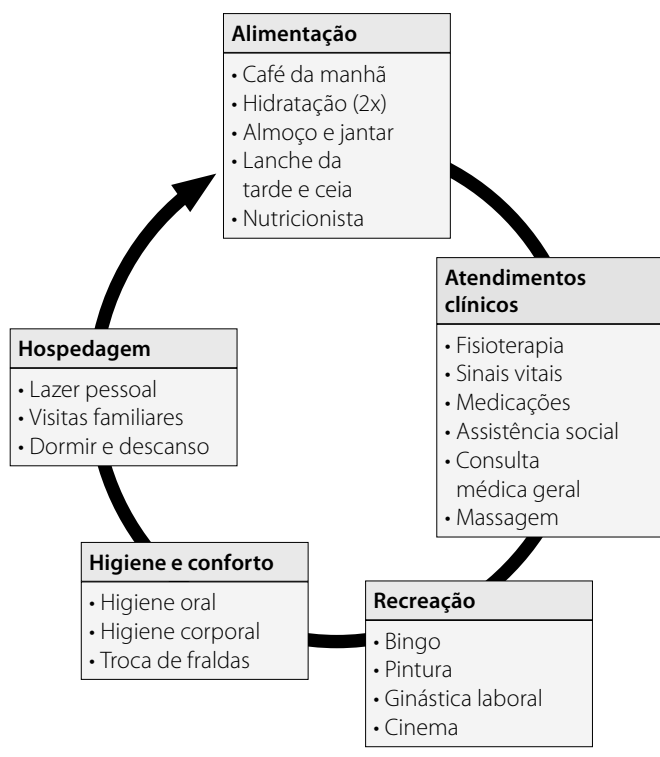 Alimentação
• Café da manhã
• Hidratação (2x)
• Almoço e jantar
• Lanche da
tarde e ceia
• Nutricionista
Atendimentos
clínicos
• Fisioterapia
• Sinais vitais
• Medicações
• Assistência social
• Consulta
médica geral
• Massagem
Recreação
• Bingo
• Pintura
• Ginástica laboral
• Cinema
Higiene e conforto
• Higiene oral
• Higiene corporal
• Troca de fraldas
Hospedagem
• Lazer pessoal
• Visitas familiares
• Dormir e descanso